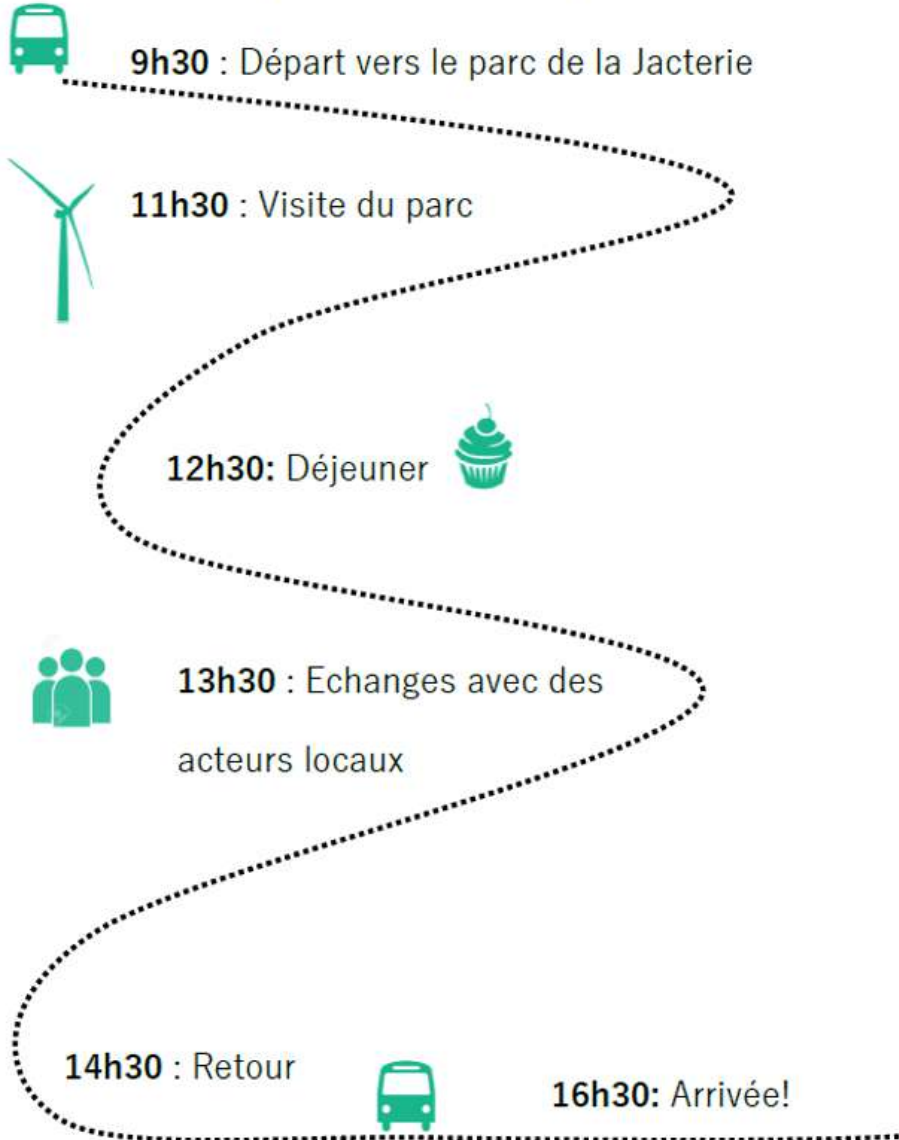 9h30 : Départ vers le parc de la Jacterie
11h30 : Visite du parc
12h30: Déjeuner
13h30 : Echanges avec des
acteurs locaux
14h30 : Retour
16h30: Arrivée!